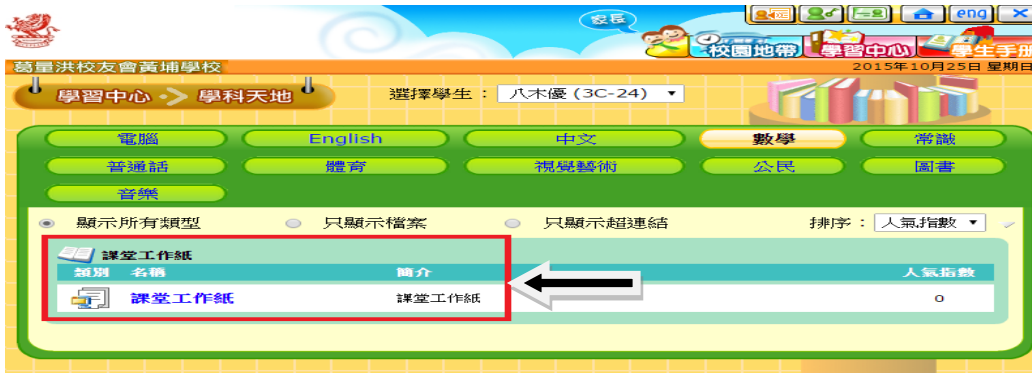 家長
eng
校園地帶 學習中心 學生手冊
葛量洪校友會黃埔學校
2015年10月25日 星期日
學習中心 > 學科天地
選擇學生： 八木優 (3C-24)
電腦 English 中文 數學 常識
普通話 體育 視覺藝術 公民 圖書
音樂
顯示所有類型 只顯示檔案 只顯示超連結 排序： 人氣指數
課堂工作紙
類別 名稱 簡介 人氣指數
課堂工作紙 課堂工作紙 0